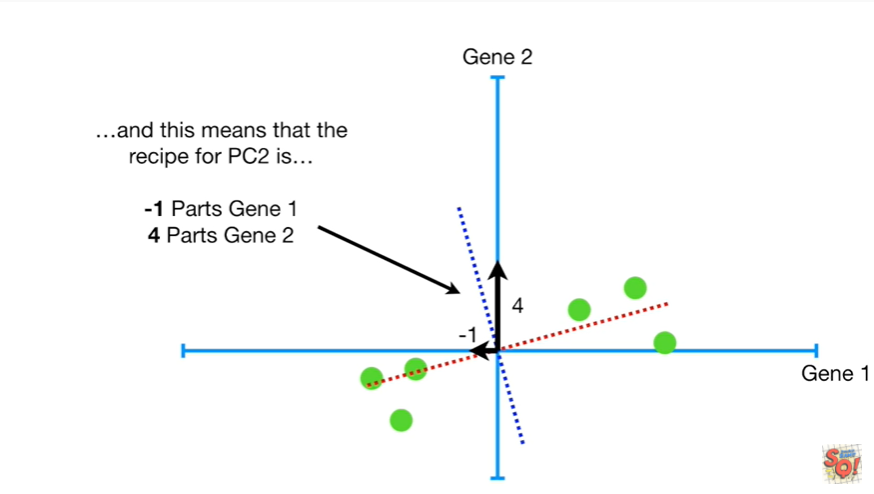 Gene 2
…and this means that the
recipe for PC2 is…
-1 Parts Gene 1
4 Parts Gene 2
4
-1
Gene 1
SQ!